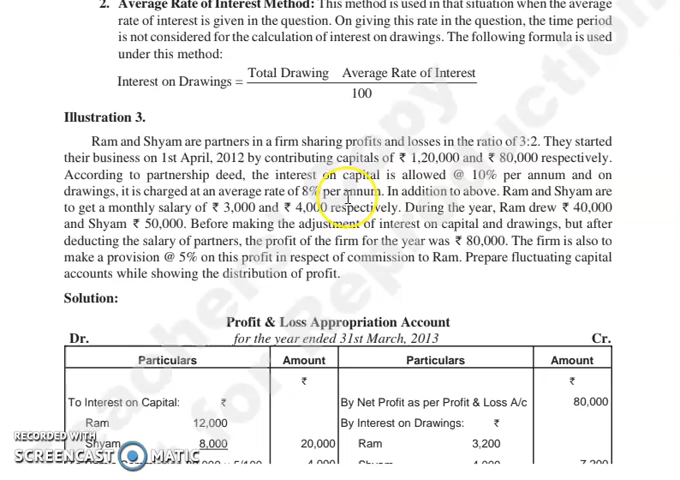 2. Average Rate of Interest Method: This method is used in that situation when the average
rate of interest is given in the question. On giving this rate in the question, the time period
is not considered for the calculation of interest on drawings. The following formula is used
under this method:
Interest on Drawings = Total Drawing Average Rate of Interest
100
Illustration 3.
Ram and Shyam are partners in a firm sharing profits and losses in the ratio of 3:2. They started
their business on 1st April, 2012 by contributing capitals of ₹ 1,20,000 and ₹ 80,000 respectively.
According to partnership deed, the interest on capital is allowed @ 10% per annum and on
drawings, it is charged at an average rate of 8% per annum. In addition to above. Ram and Shyam are
to get a monthly salary of ₹ 3,000 and ₹ 4,000 respectively. During the year, Ram drew ₹ 40,000
and Shyam ₹ 50,000. Before making the adjustment of interest on capital and drawings, but after
deducting the salary of partners, the profit of the firm for the year was ₹ 80,000. The firm is also to
make a provision @ 5% on this profit in respect of commission to Ram. Prepare fluctuating capital
accounts while showing the distribution of profit.
Solution:
Profit & Loss Appropriation Account
Dr. for the year ended 31st March, 2013 Cr.
Particulars Amount Particulars Amount
₹ ₹
To Interest on Capital: ₹ By Net Profit as per Profit & Loss A/c 80,000
Ram 12,000 By Interest on Drawings: ₹
Shyam 8,000 20,000 Ram 3,200
4,000 Shyam 4,000 7,200
RECORDED WITH
SCREENCAST MATIC